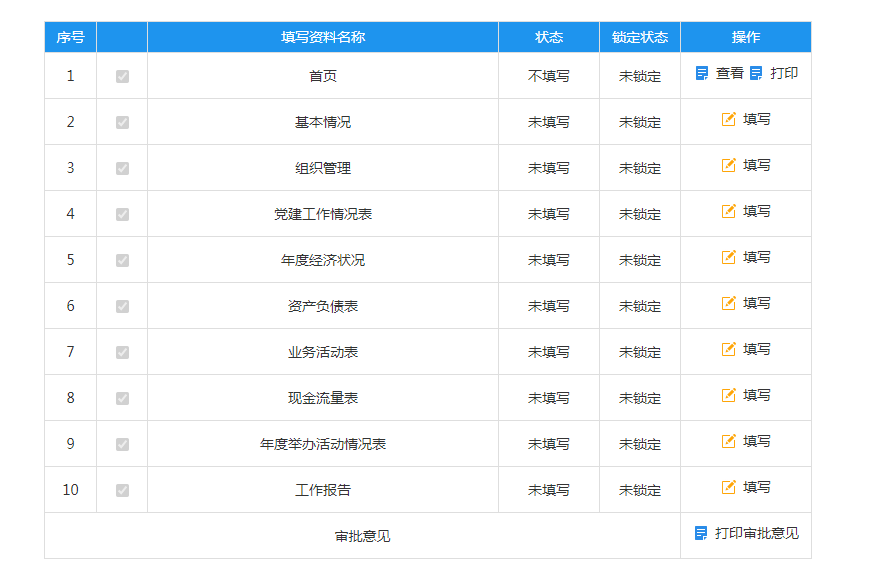 序号 填写资料名称 状态 锁定状态 操作
1 首页 不填写 未锁定 查看 打印
2 基本情况 未填写 未锁定 填写
3 组织管理 未填写 未锁定 填写
4 党建工作情况表 未填写 未锁定 填写
5 年度经济状况 未填写 未锁定 填写
6 资产负债表 未填写 未锁定 填写
7 业务活动表 未填写 未锁定 填写
8 现金流量表 未填写 未锁定 填写
9 年度举办活动情况表 未填写 未锁定 填写
10 工作报告 未填写 未锁定 填写
审批意见 打印审批意见